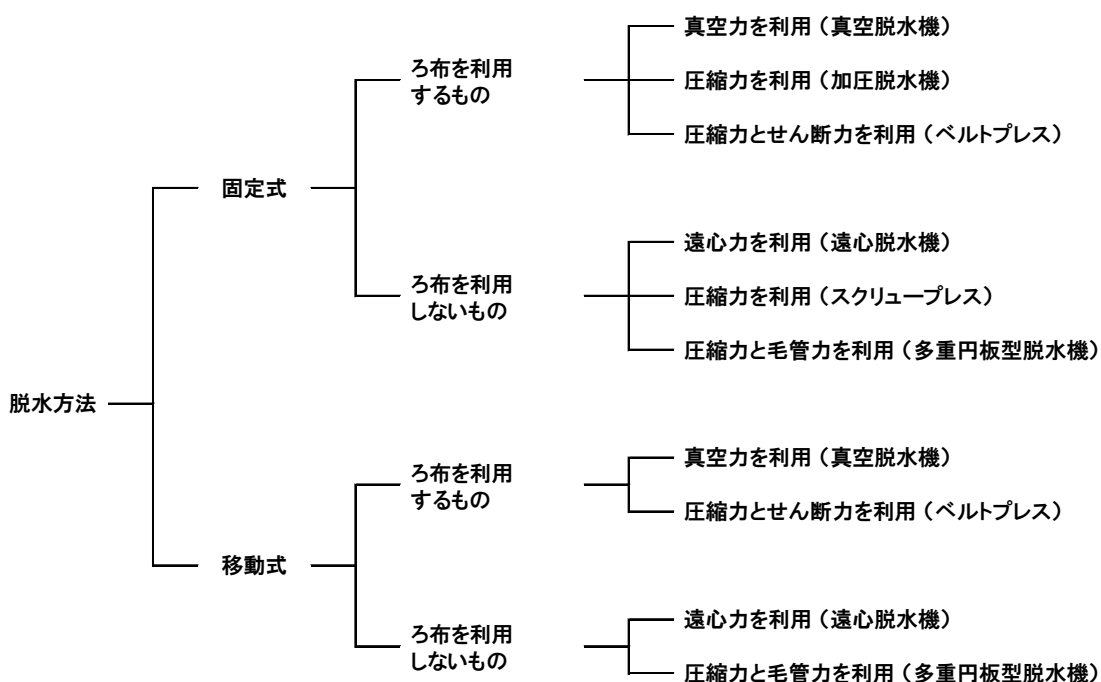 真空力を利用（真空脱水機）
ろ布を利用
するもの
圧縮力を利用（加圧脱水機）
圧縮力とせん断力を利用（ベルトプレス）
固定式
遠心力を利用（遠心脱水機）
ろ布を利用
しないもの
圧縮力を利用（スクリュープレス）
圧縮力と毛管力を利用（多重円板型脱水機）
脱水方法
真空力を利用（真空脱水機）
ろ布を利用
するもの
圧縮力とせん断力を利用（ベルトプレス）
移動式
遠心力を利用（遠心脱水機）
ろ布を利用
しないもの
圧縮力と毛管力を利用（多重円板型脱水機）